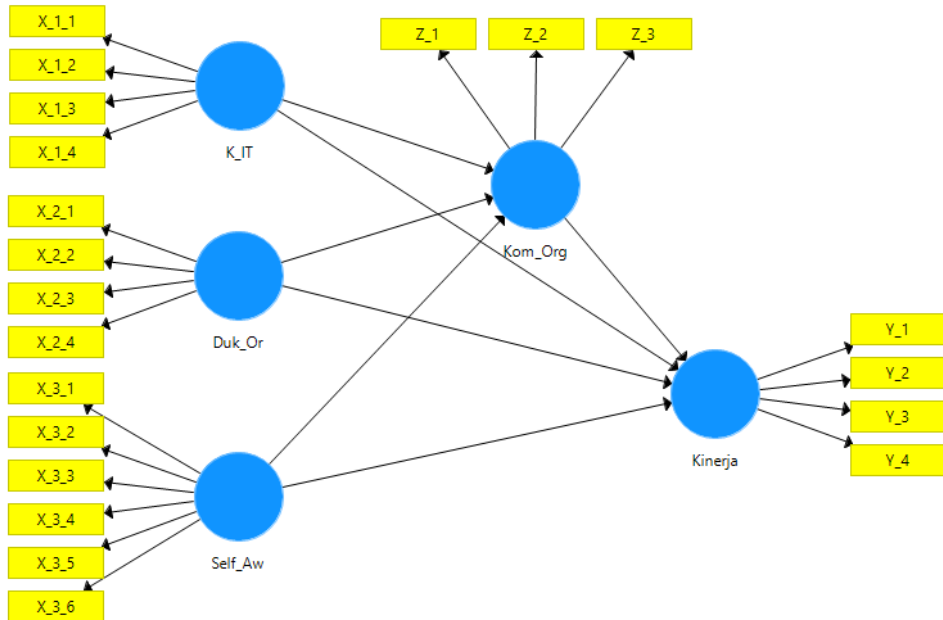 X_1_1
X_1_2
X_1_3
X_1_4
K_IT
Z_1
Z_2
Z_3
Kom_Org
X_2_1
X_2_2
X_2_3
X_2_4
Duk_Or
X_3_1
X_3_2
X_3_3
X_3_4
X_3_5
X_3_6
Self_Aw
Kinerja
Y_1
Y_2
Y_3
Y_4